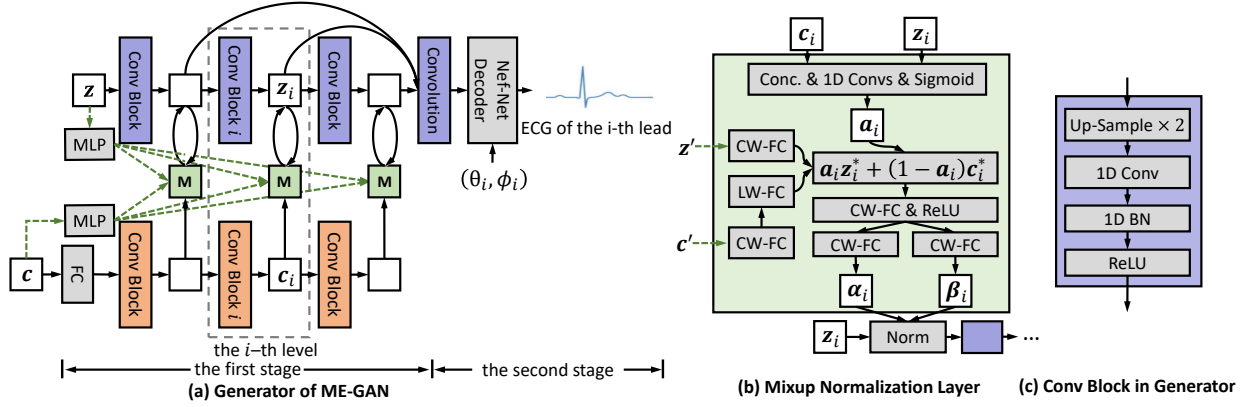 z
Conv Block
Conv Block i
z_i
Conv Block
Convolution
Nef-Net
Decoder
ECG of the i-th lead
(θ_i, ϕ_i)
MLP
M
M
M
MLP
c
FC
Conv Block
Conv Block i
c_i
Conv Block
the i−th level
the first stage
the second stage
(a) Generator of ME-GAN
c_i
z_i
Conc. & 1D Convs & Sigmoid
a_i
z′
CW-FC
a_i z_i^* + (1 − a_i)c_i^*
LW-FC
CW-FC & ReLU
c′
CW-FC
CW-FC
CW-FC
α_i
β_i
z_i
Norm
...
(b) Mixup Normalization Layer
Up-Sample × 2
1D Conv
1D BN
ReLU
(c) Conv Block in Generator